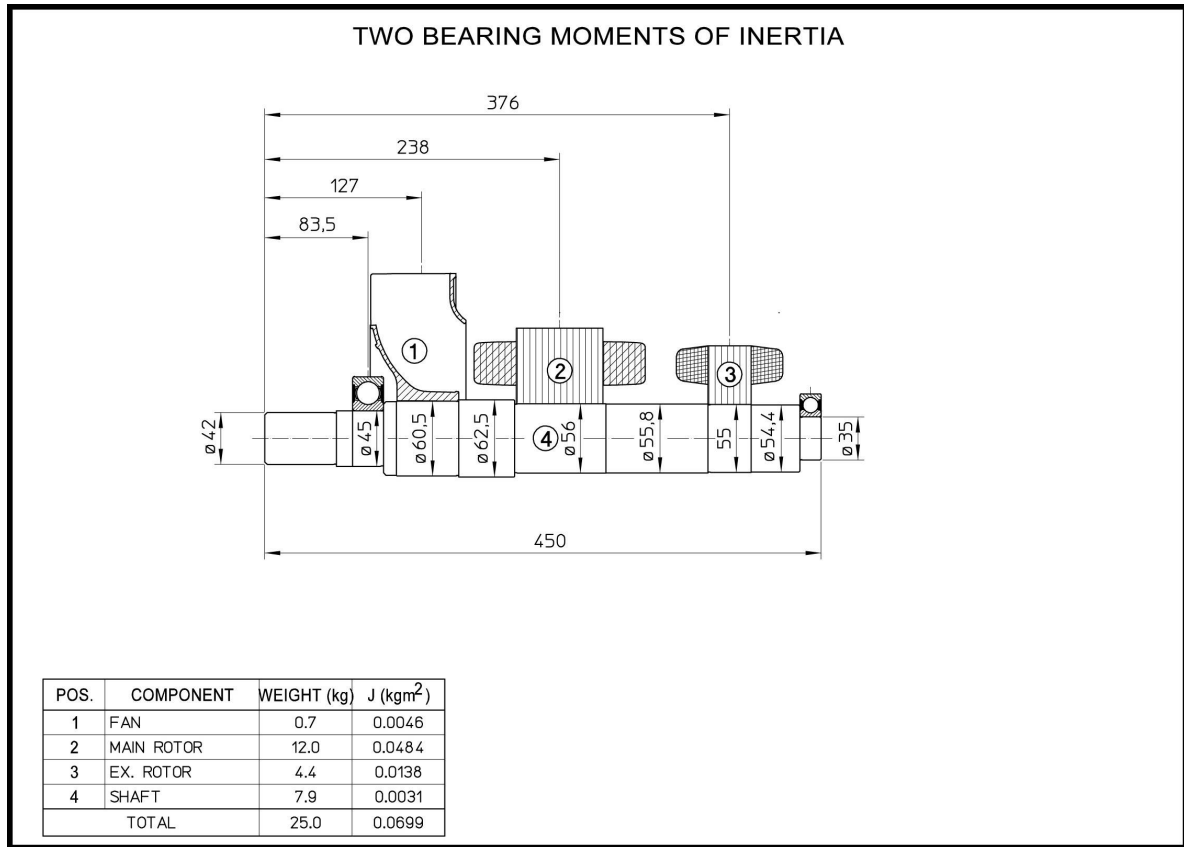 TWO BEARING MOMENTS OF INERTIA
376
238
127
83,5
1
2
3
4
ø42
ø45
ø60,5
ø62,5
ø56
ø55,8
55
ø54,4
ø35
450
POS. COMPONENT WEIGHT (kg) J (kgm²)
1 FAN 0.7 0.0046
2 MAIN ROTOR 12.0 0.0484
3 EX. ROTOR 4.4 0.0138
4 SHAFT 7.9 0.0031
TOTAL 25.0 0.0699